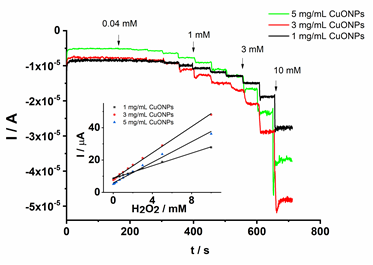 5 mg/mL CuONPs
3 mg/mL CuONPs
1 mg/mL CuONPs
0.04 mM
1 mM
3 mM
10 mM
0
-1x10-5
-2x10-5
-3x10-5
-4x10-5
-5x10-5
I / A
1 mg/mL CuONPs
3 mg/mL CuONPs
5 mg/mL CuONPs
40
20
0
I / µA
0 4 8
H2O2 / mM
0 200 400 600 800
t / s